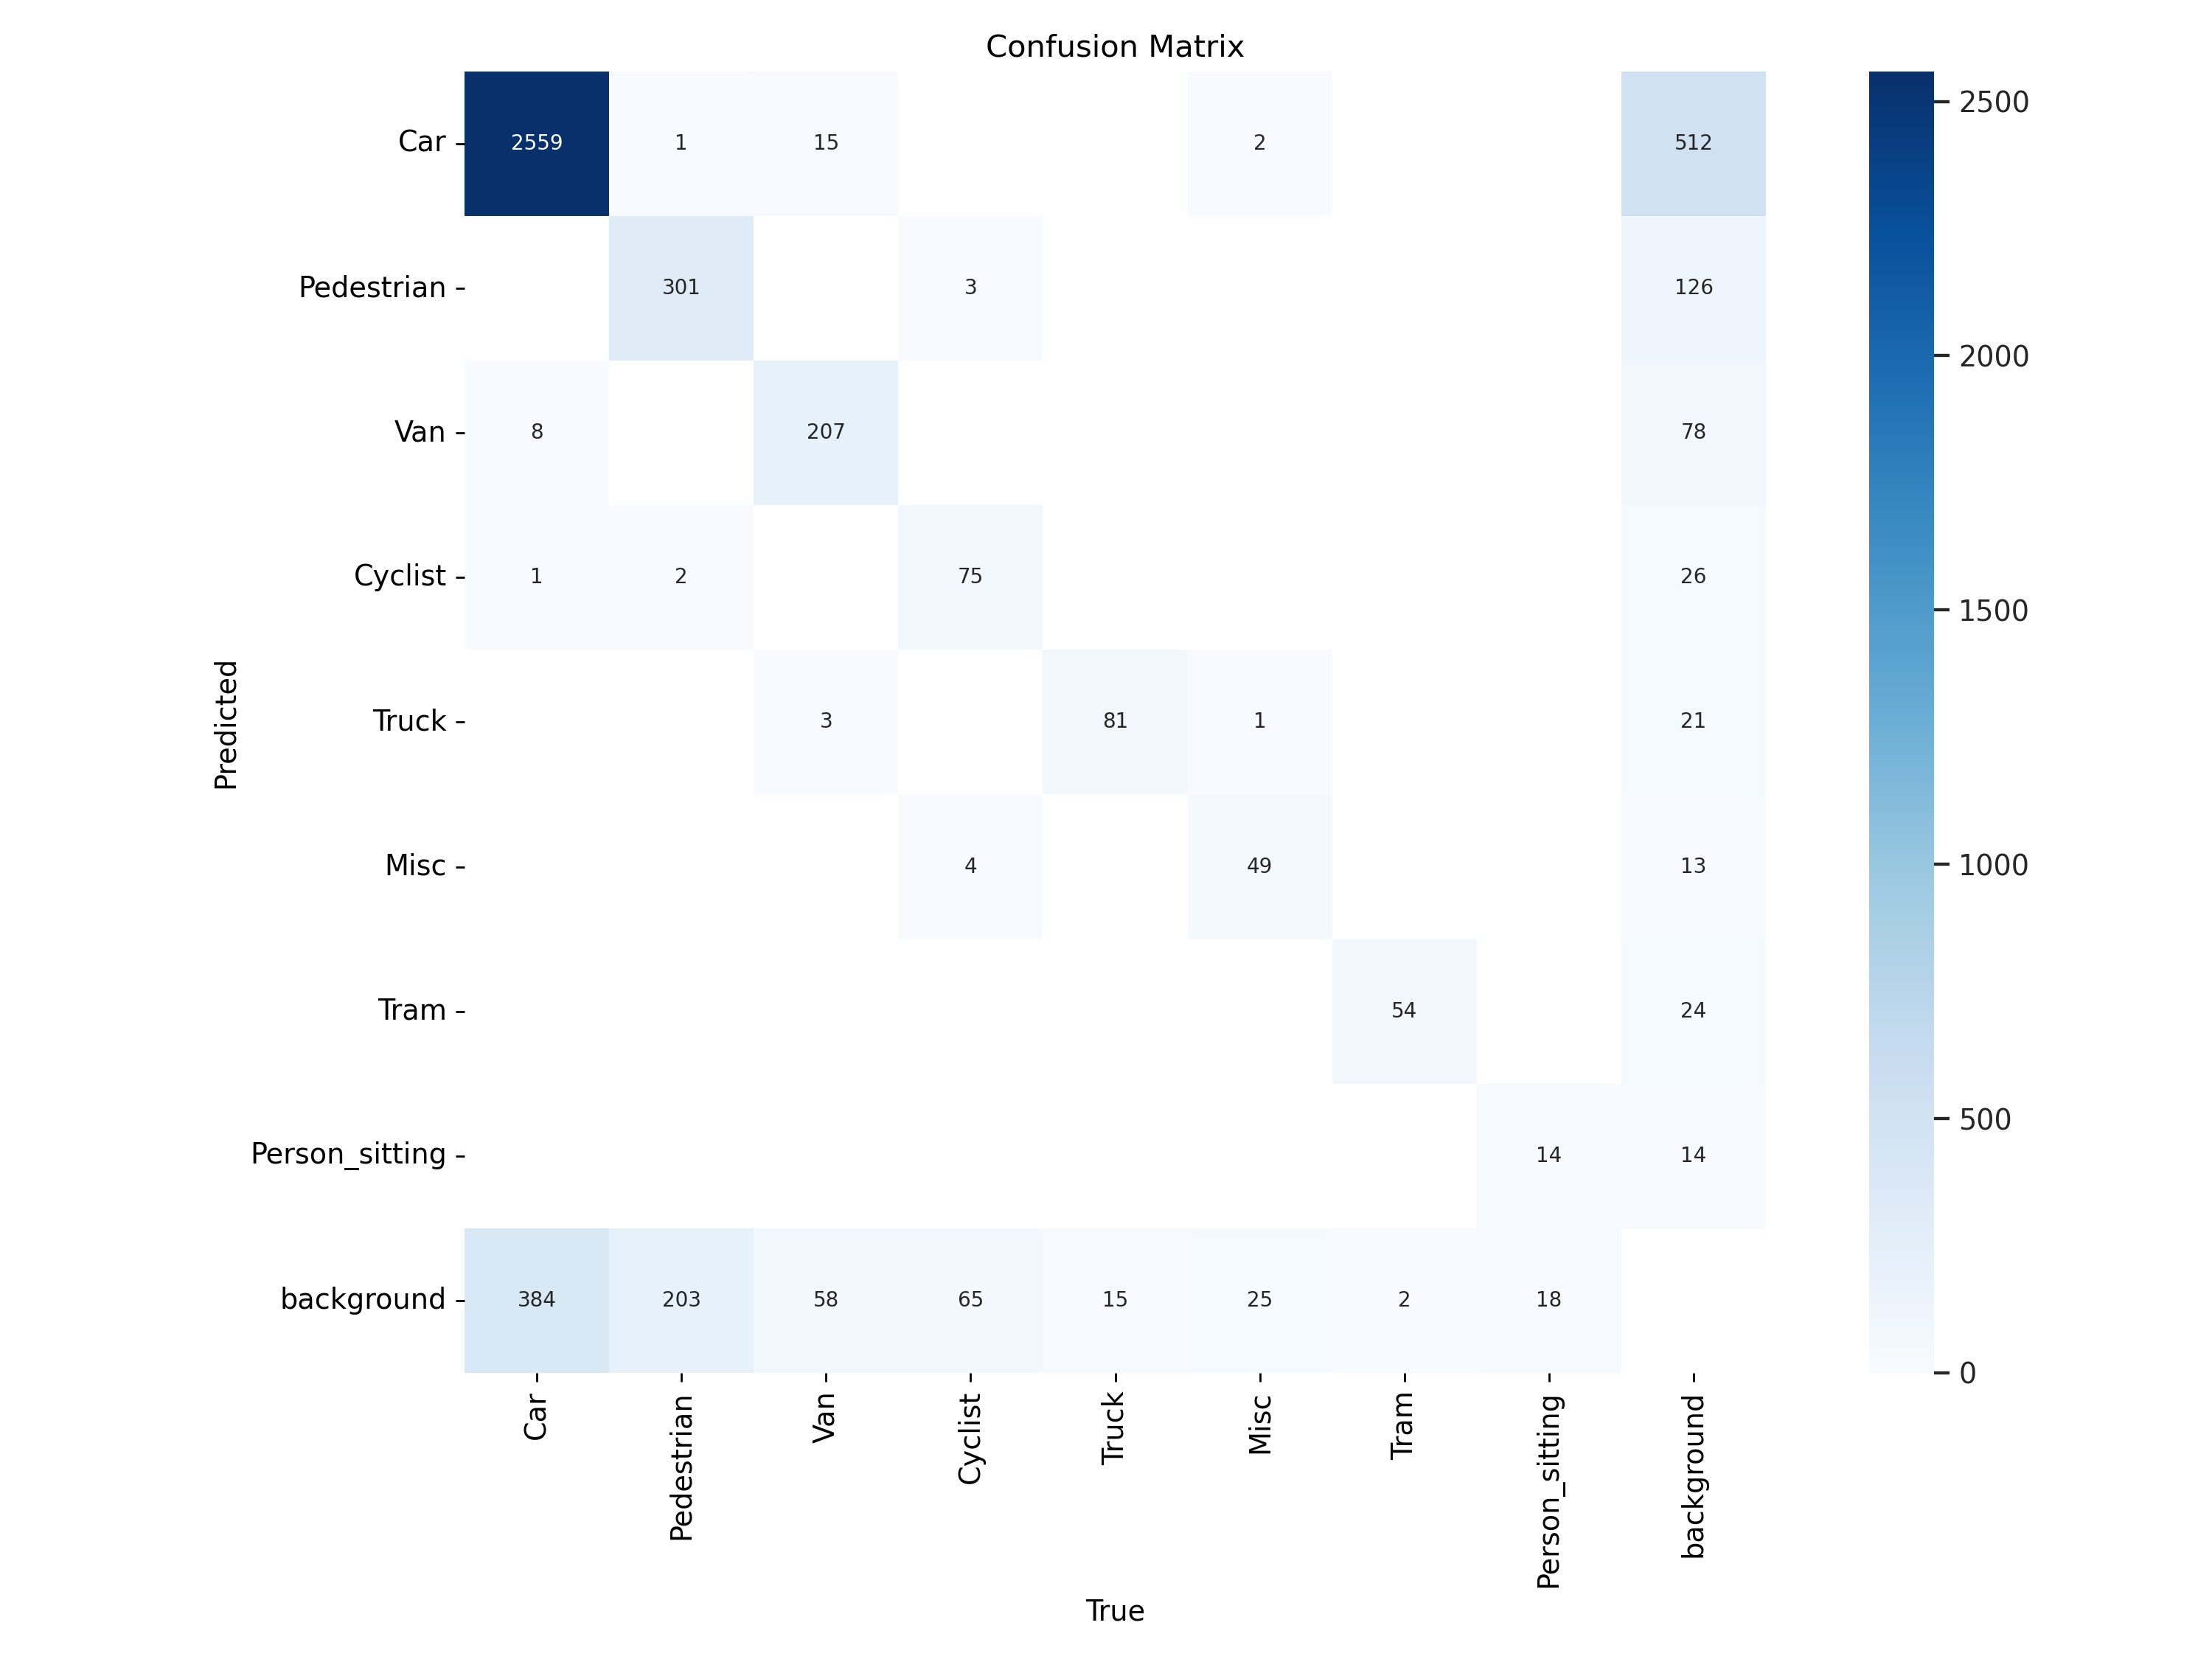 Confusion Matrix
Car 2559 1 15 2 512
Pedestrian 301 3 126
Van 8 207 78
Cyclist 1 2 75 26
Truck 3 81 1 21
Misc 4 49 13
Tram 54 24
Person_sitting 14 14
background 384 203 58 65 15 25 2 18
Predicted
Car Pedestrian Van Cyclist Truck Misc Tram Person_sitting background
True
2500
2000
1500
1000
500
0